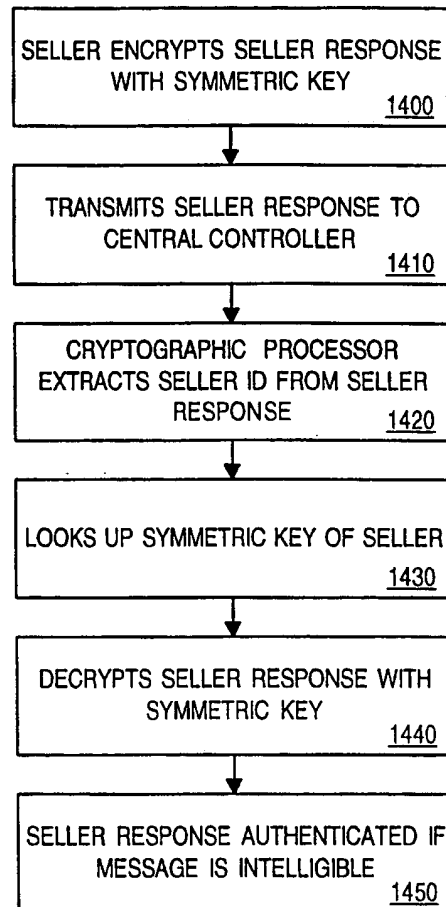 SELLER ENCRYPTS SELLER RESPONSE
WITH SYMMETRIC KEY
1400
TRANSMITS SELLER RESPONSE TO
CENTRAL CONTROLLER
1410
CRYPTOGRAPHIC PROCESSOR
EXTRACTS SELLER ID FROM SELLER
RESPONSE
1420
LOOKS UP SYMMETRIC KEY OF SELLER
1430
DECRYPTS SELLER RESPONSE WITH
SYMMETRIC KEY
1440
SELLER RESPONSE AUTHENTICATED IF
MESSAGE IS INTELLIGIBLE
1450